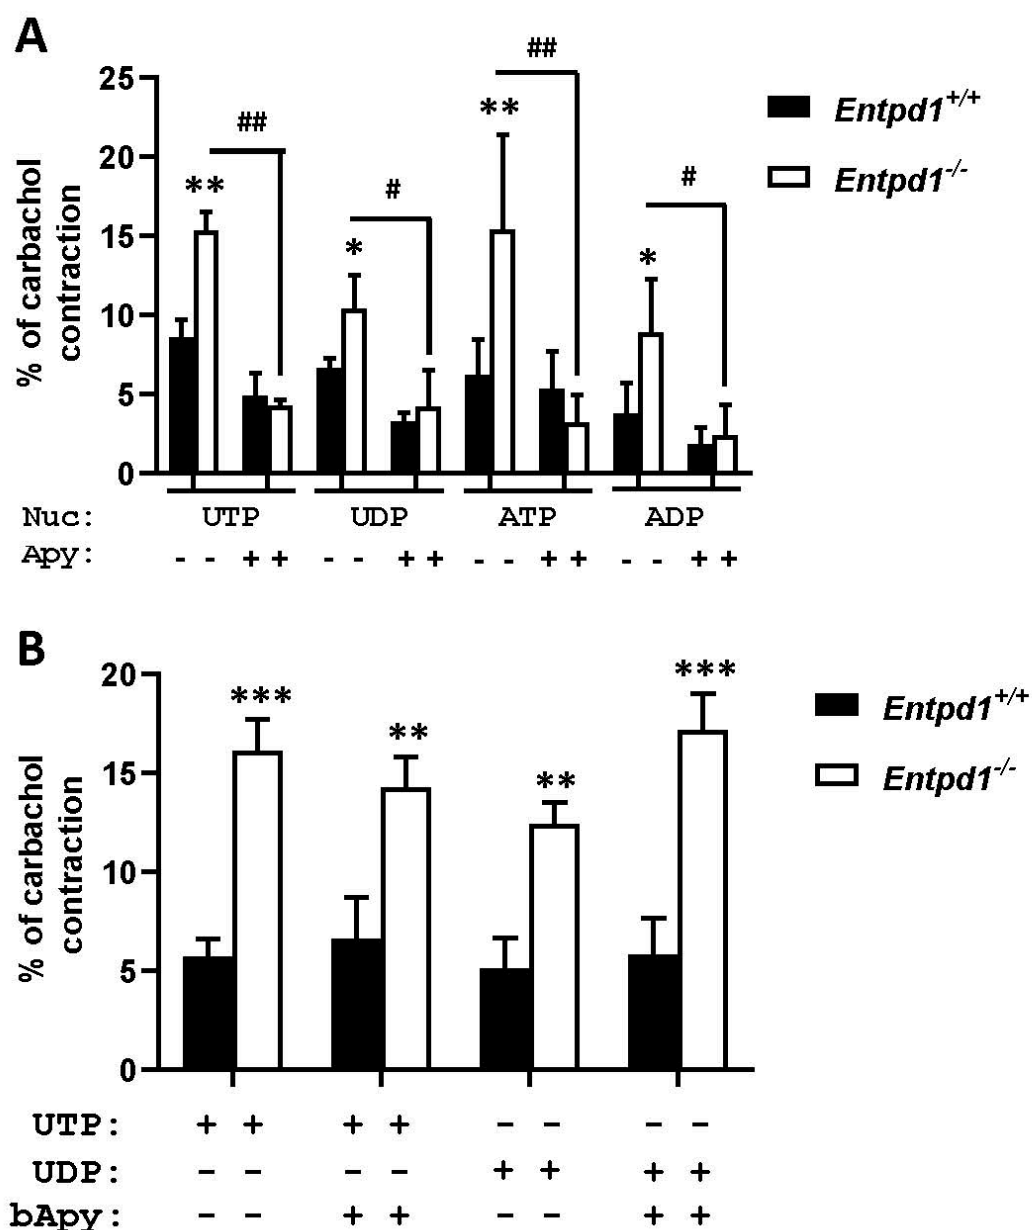 A
##
25
##
**
Entpd1+/+
20
**
#
#
Entpd1-/-
% of carbachol
contraction
15
*
*
10
5
0
Nuc: UTP UDP ATP ADP
Apy: - - + + - - + + - - + + - - + +
B
20
***
***
Entpd1+/+
**
Entpd1-/-
**
% of carbachol
contraction
15
10
5
0
UTP: + + + + - - - -
UDP: - - - - + + + +
bApy: - - + + - - + +